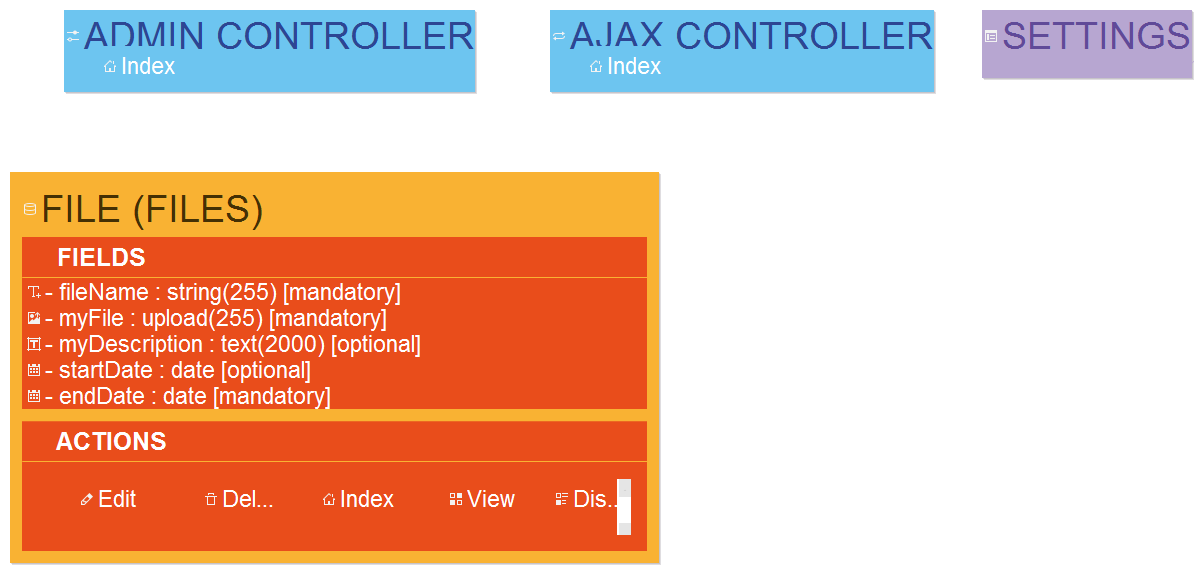 ADMIN CONTROLLER
Index
AJAX CONTROLLER
Index
SETTINGS
FILE (FILES)
FIELDS
- fileName : string(255) [mandatory]
- myFile : upload(255) [mandatory]
- myDescription : text(2000) [optional]
- startDate : date [optional]
- endDate : date [mandatory]
ACTIONS
Edit Del... Index View Dis..